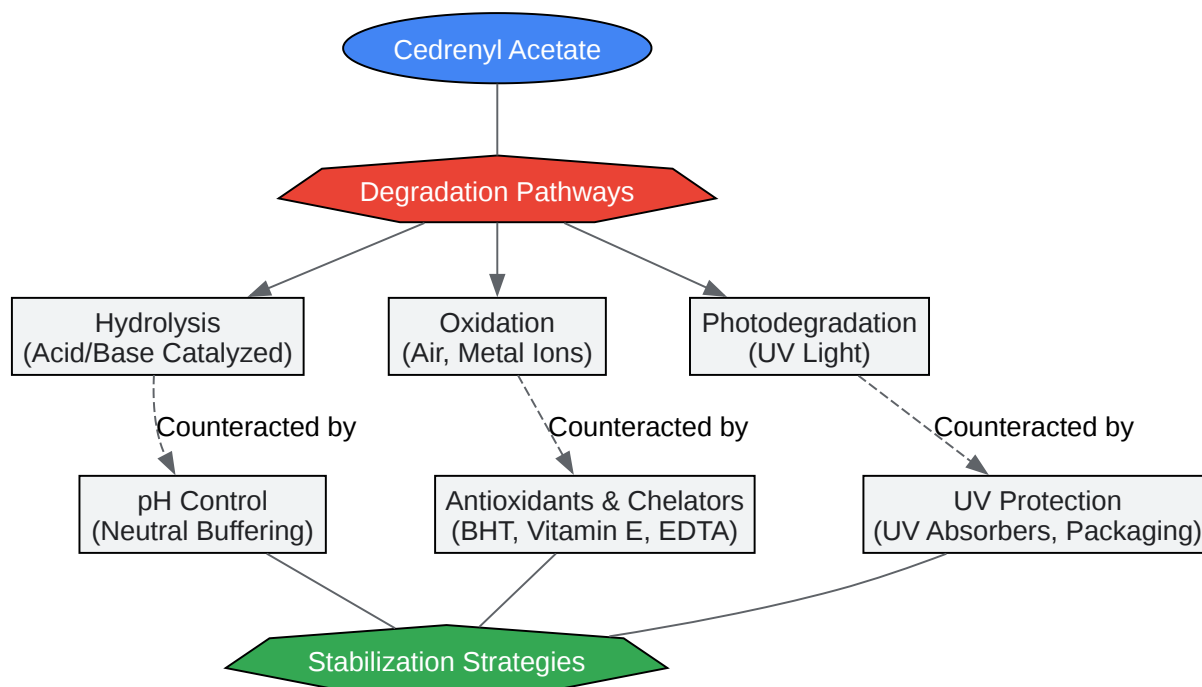 Cedrenyl Acetate
Degradation Pathways
Hydrolysis
(Acid/Base Catalyzed)
Oxidation
(Air, Metal Ions)
Photodegradation
(UV Light)
Counteracted by
Counteracted by
Counteracted by
pH Control
(Neutral Buffering)
Antioxidants & Chelators
(BHT, Vitamin E, EDTA)
UV Protection
(UV Absorbers, Packaging)
Stabilization Strategies